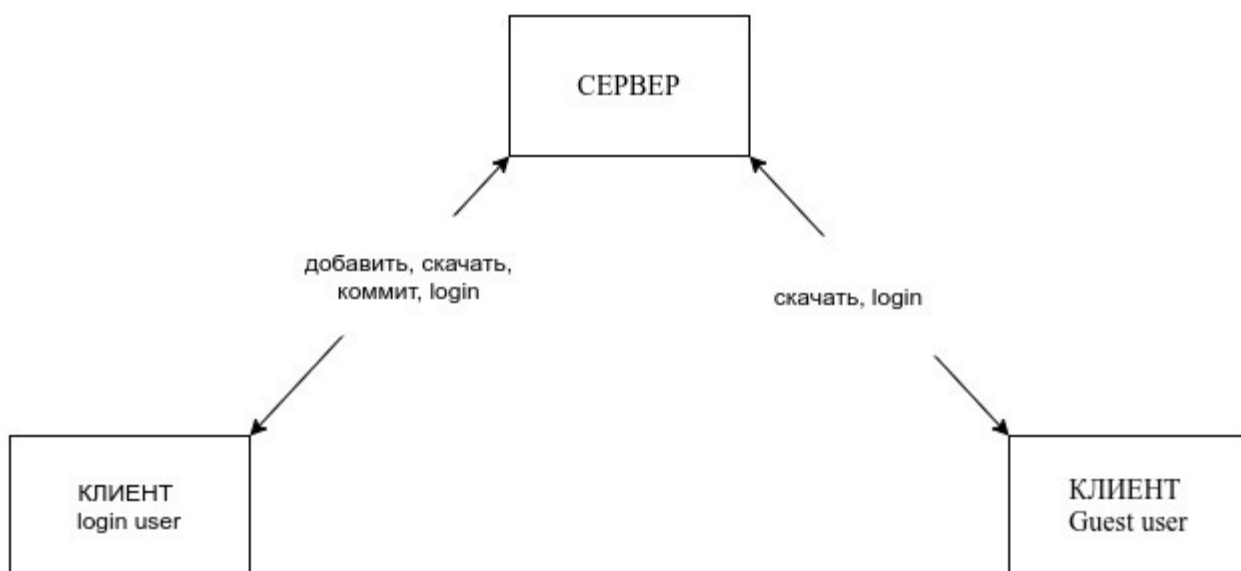 СЕРВЕР
добавить, скачать,
коммит, login
скачать, login
КЛИЕНТ
login user
КЛИЕНТ
Guest user